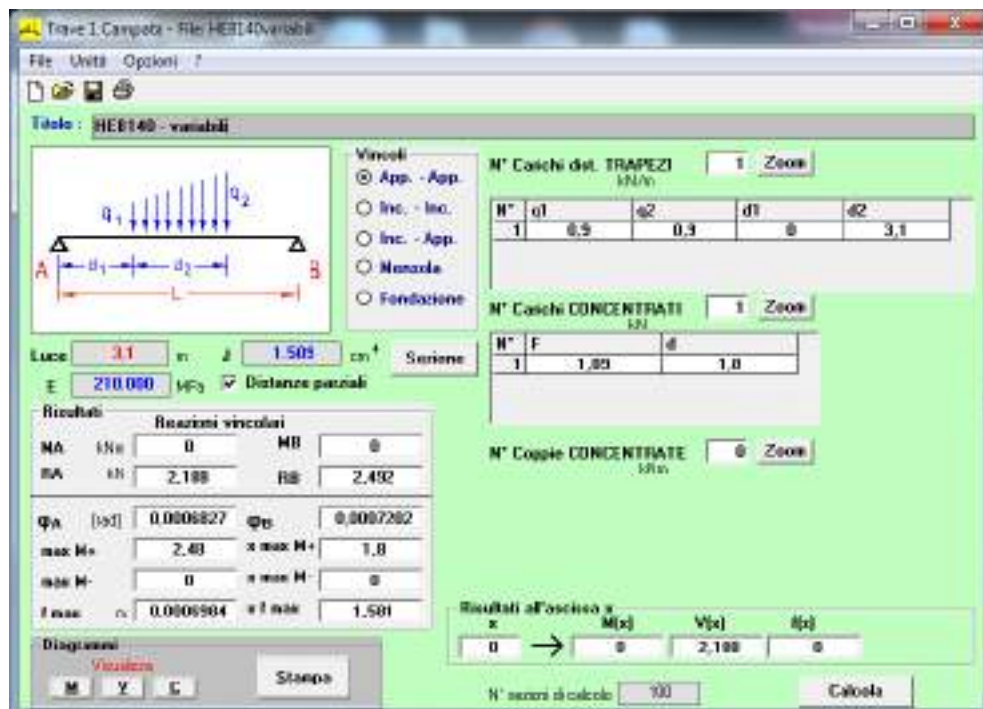 Trave 1 Campata - File: HEB140variabili
File Unità Opzioni ?
Titolo : HEB140 - variabili
q1 q2
A d1 d2 B
L
Vincoli
App. - App.
Inc. - Inc.
Inc. - App.
Mensola
Fondazione
N° Carichi dist. TRAPEZI 1 Zoom
kN/m
N° q1 q2 d1 d2
1 0,9 0,9 0 3,1
N° Carichi CONCENTRATI 1 Zoom
kN
N° F d
1 1,89 1,8
N° Coppie CONCENTRATE 0 Zoom
kNm
Luce 3,1 m J 1.509 cm4 Sezione
E 210.000 MPa Distanze parziali
Risultati
Reazioni vincolari
MA kNm 0 MB 0
RA kN 2,188 RB 2,492
φA [rad] 0,0006827 φB 0,0007202
max M+ 2,48 x max M+ 1,8
max M- 0 x max M- 0
f max 0,0006984 x f max 1,581
Diagrammi
Visualizza
M V
Stampa
Risultati all'ascissa x
x M(x) V(x) f(x)
0 → 0 2,188 0
N° sezioni di calcolo 100 Calcola